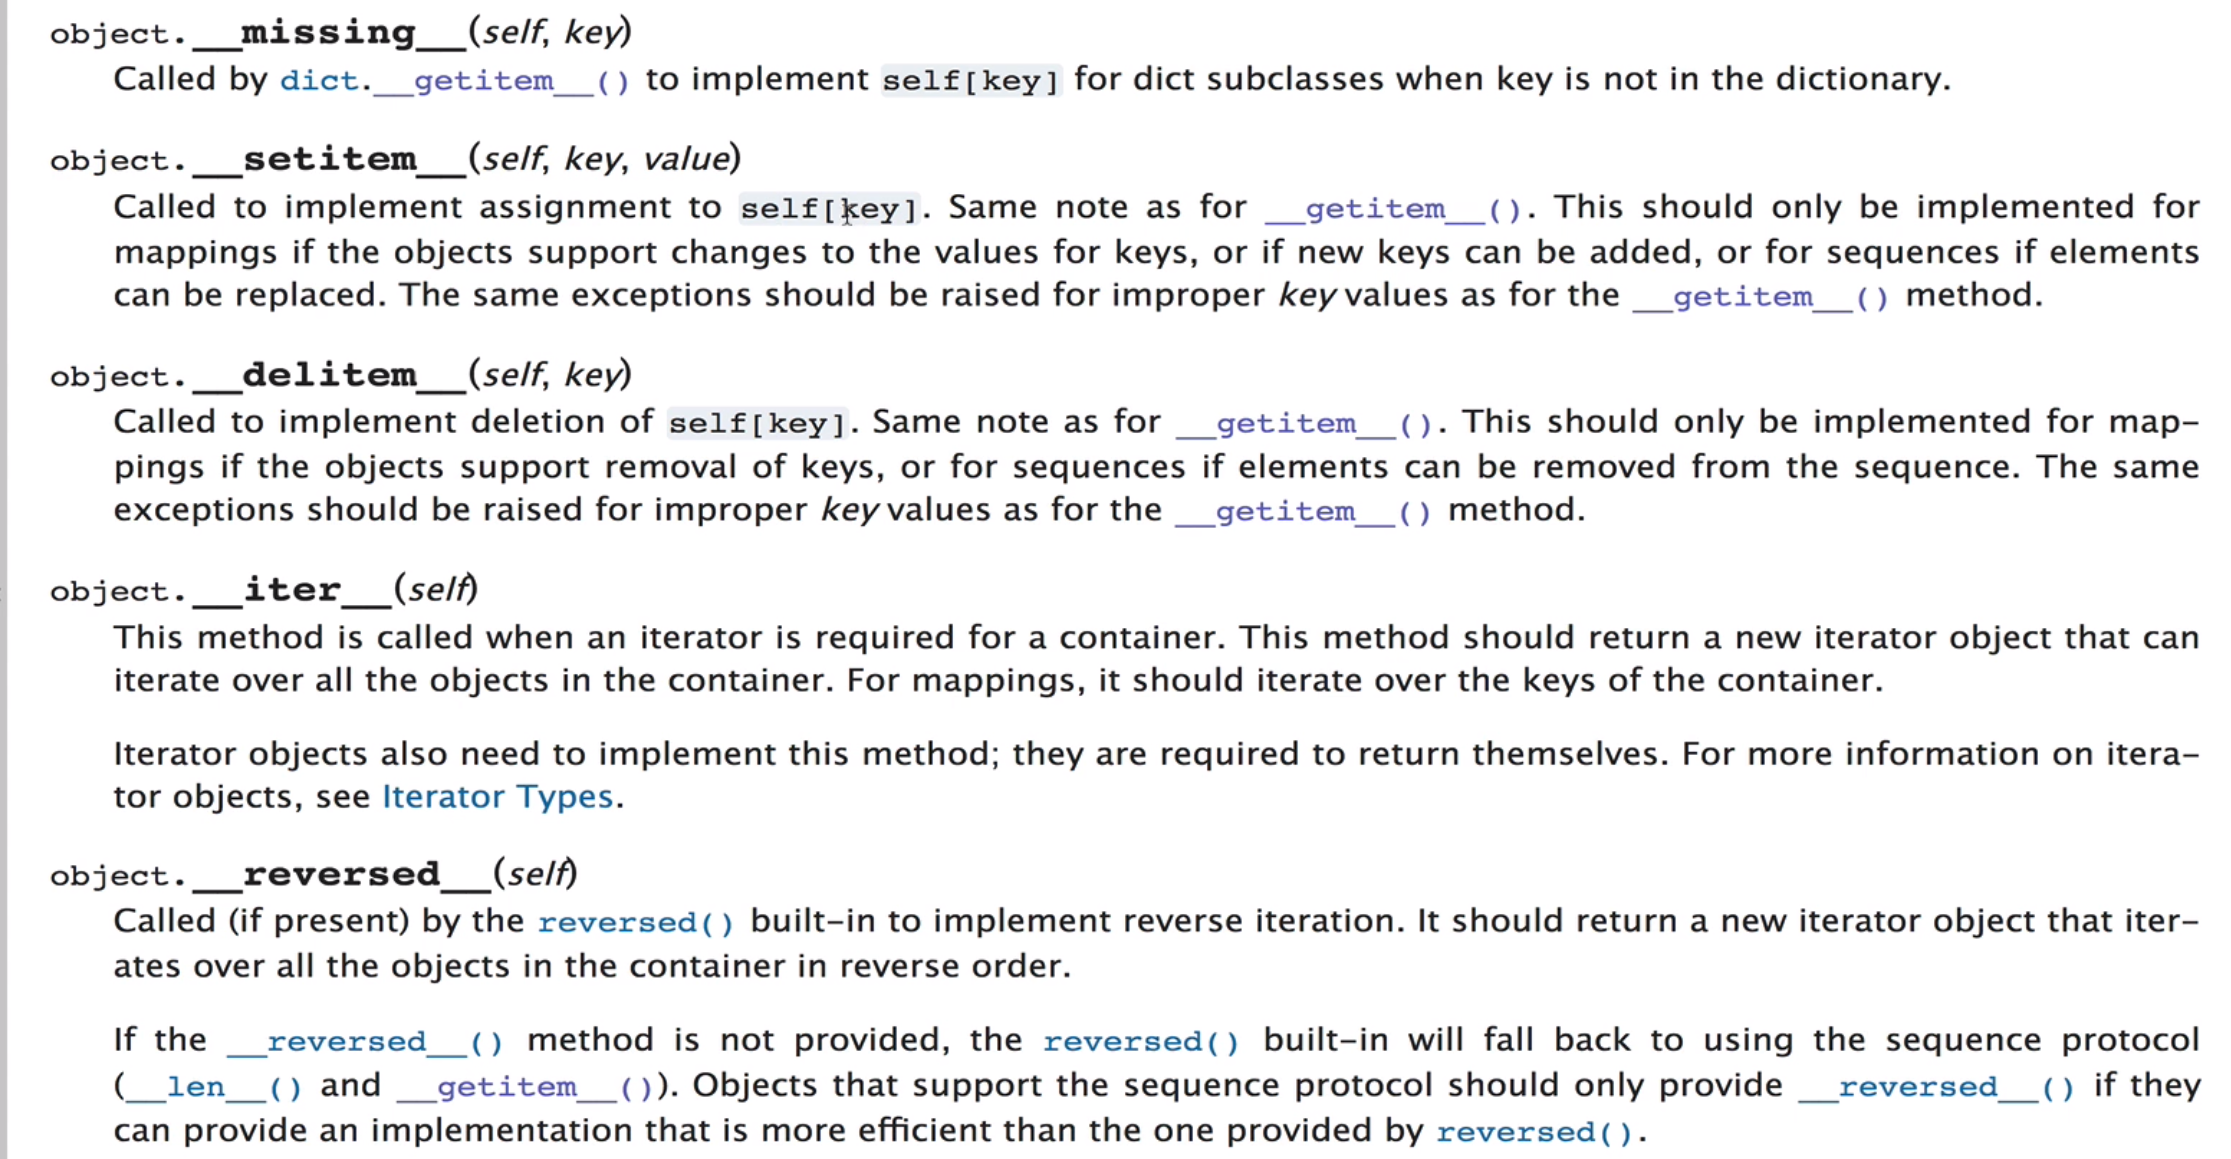 object.__missing__(self, key)
Called by dict.__getitem__() to implement self[key] for dict subclasses when key is not in the dictionary.
object.__setitem__(self, key, value)
Called to implement assignment to self[key]. Same note as for __getitem__(). This should only be implemented for
mappings if the objects support changes to the values for keys, or if new keys can be added, or for sequences if elements
can be replaced. The same exceptions should be raised for improper key values as for the __getitem__() method.
object.__delitem__(self, key)
Called to implement deletion of self[key]. Same note as for __getitem__(). This should only be implemented for map-
pings if the objects support removal of keys, or for sequences if elements can be removed from the sequence. The same
exceptions should be raised for improper key values as for the __getitem__() method.
object.__iter__(self)
This method is called when an iterator is required for a container. This method should return a new iterator object that can
iterate over all the objects in the container. For mappings, it should iterate over the keys of the container.
Iterator objects also need to implement this method; they are required to return themselves. For more information on itera-
tor objects, see Iterator Types.
object.__reversed__(self)
Called (if present) by the reversed() built-in to implement reverse iteration. It should return a new iterator object that iter-
ates over all the objects in the container in reverse order.
If the __reversed__() method is not provided, the reversed() built-in will fall back to using the sequence protocol
(__len__() and __getitem__()). Objects that support the sequence protocol should only provide __reversed__() if they
can provide an implementation that is more efficient than the one provided by reversed().